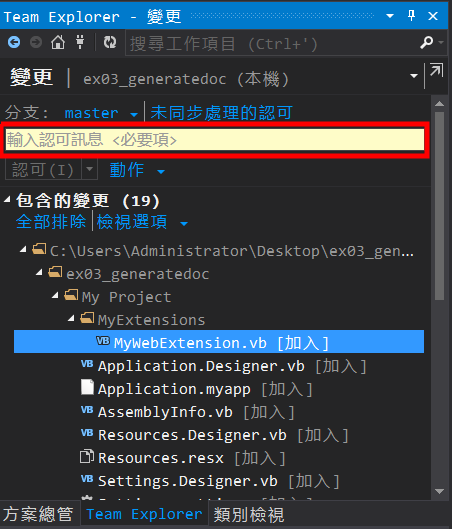 Team Explorer - 變更
搜尋工作項目 (Ctrl+')
變更 | ex03_generatedoc (本機)
分支: master 未同步處理的認可
輸入認可訊息 <必要項>
認可(I) 動作
包含的變更 (19)
全部排除 | 檢視選項
C:\Users\Administrator\Desktop\ex03_gen...
ex03_generatedoc
My Project
MyExtensions
VB MyWebExtension.vb [加入]
VB Application.Designer.vb [加入]
Application.myapp [加入]
VB AssemblyInfo.vb [加入]
VB Resources.Designer.vb [加入]
Resources.resx [加入]
VB Settings.Designer.vb [加入]
方案總管 Team Explorer 類別檢視